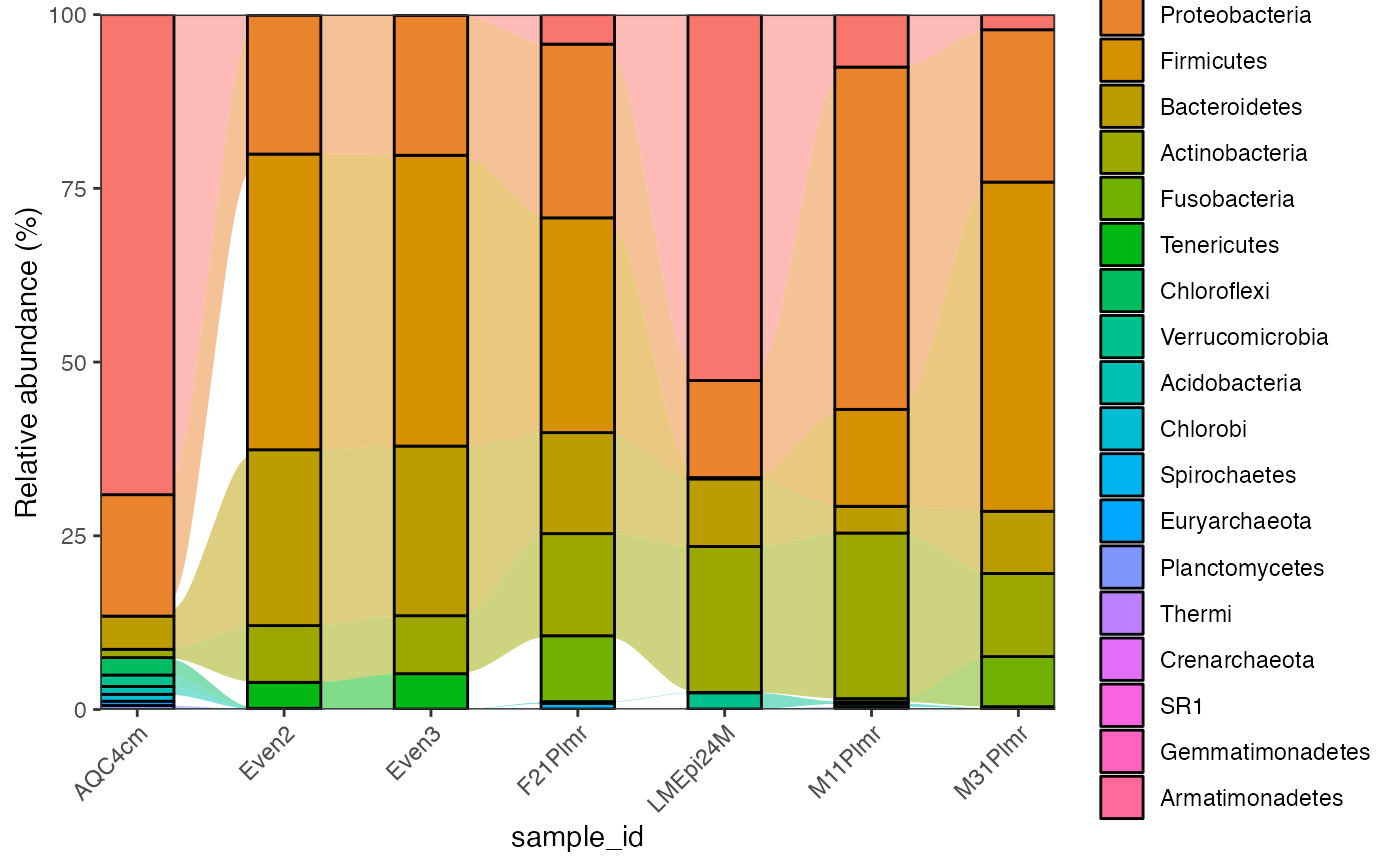 100
75
50
25
0
Relative abundance (%)
AQC4cm
Even2
Even3
F21Plmr
LMEpi24M
M11Plmr
M31Plmr
sample_id
Proteobacteria
Firmicutes
Bacteroidetes
Actinobacteria
Fusobacteria
Tenericutes
Chloroflexi
Verrucomicrobia
Acidobacteria
Chlorobi
Spirochaetes
Euryarchaeota
Planctomycetes
Thermi
Crenarchaeota
SR1
Gemmatimonadetes
Armatimonadetes